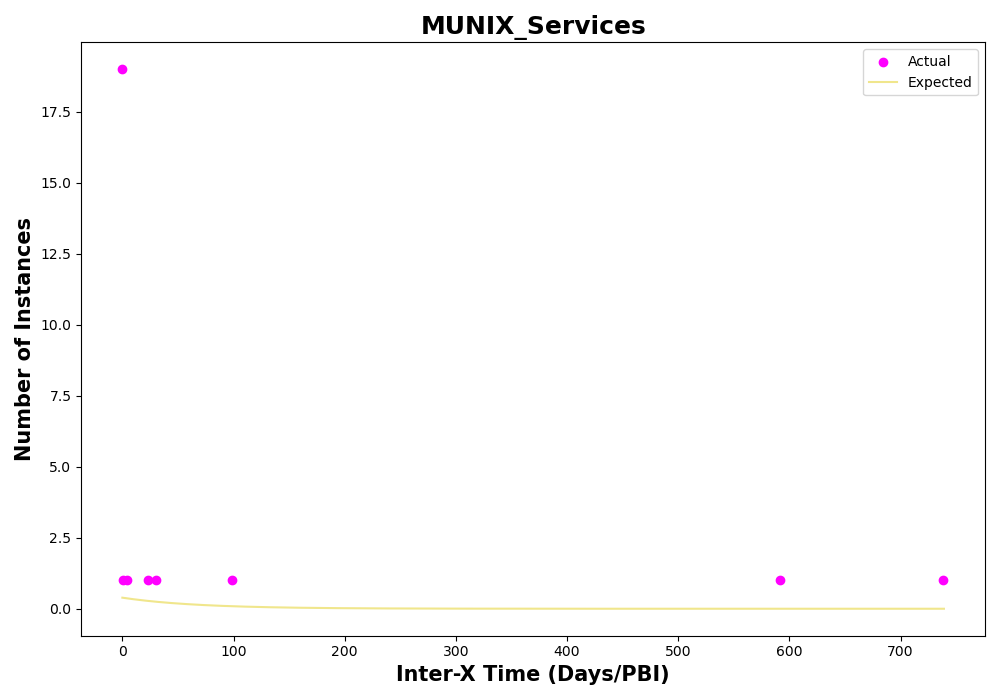 MUNIX_Services
Actual
Expected
Number of Instances
17.5
15.0
12.5
10.0
7.5
5.0
2.5
0.0
0 100 200 300 400 500 600 700
Inter-X Time (Days/PBI)